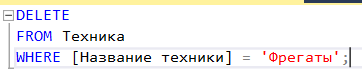 DELETE
FROM Техника
WHERE [Название техники] = 'Фрегаты';